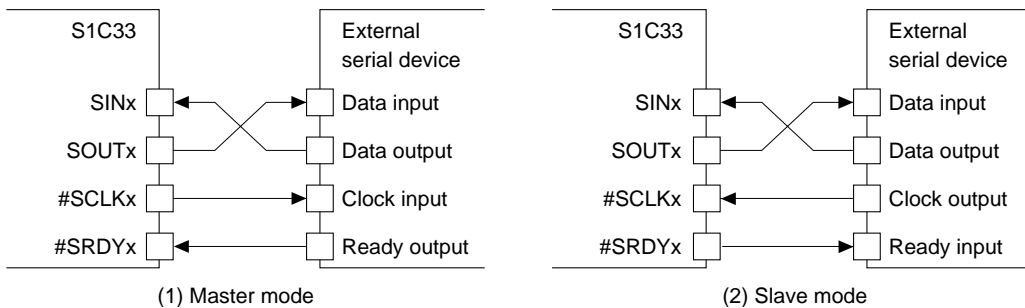 S1C33
External
serial device
SINx
Data input
SOUTx
Data output
#SCLKx
Clock input
#SRDYx
Ready output
(1) Master mode
S1C33
External
serial device
SINx
Data input
SOUTx
Data output
#SCLKx
Clock output
#SRDYx
Ready input
(2) Slave mode